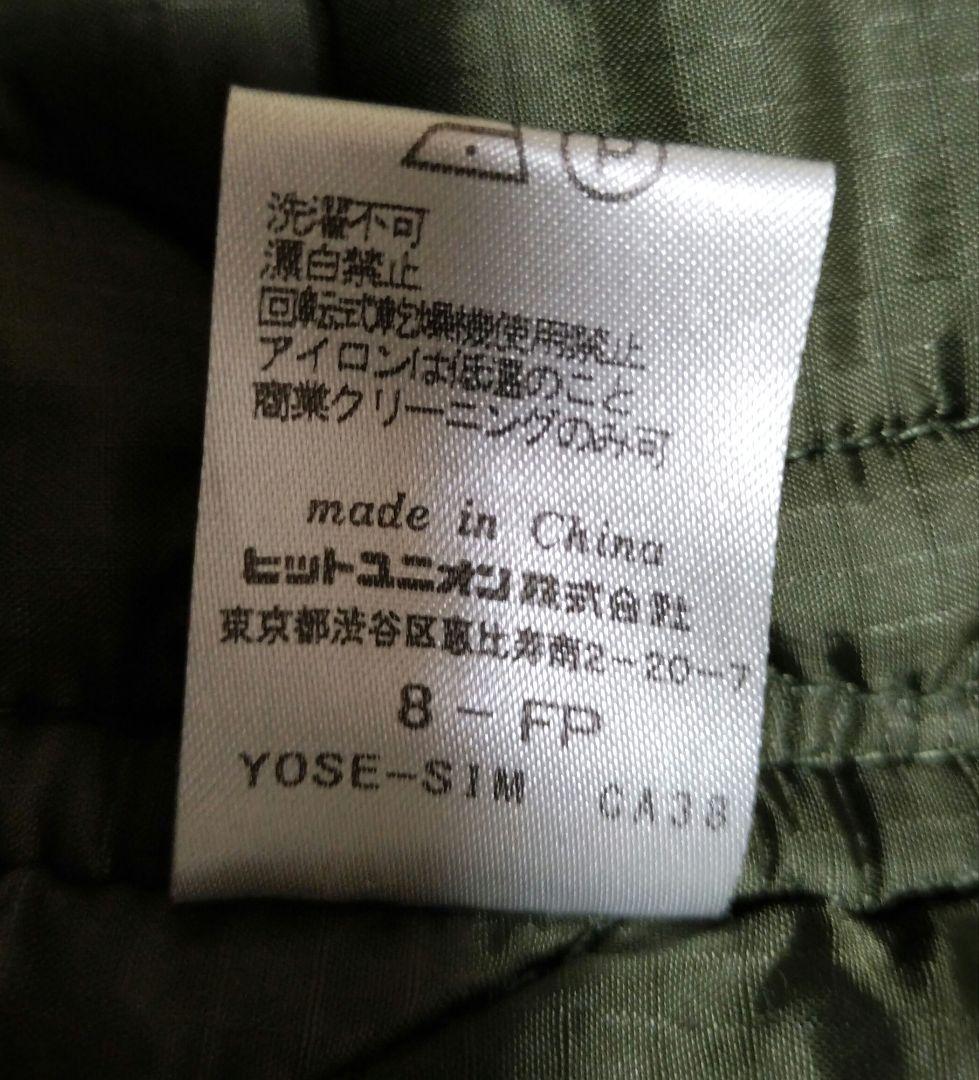 P
洗濯不可
漂白禁止
回転式乾燥機使用禁止
アイロンは低温のこと
商業クリーニングのみ可
made in China
ヒットユニオン株式会社
東京都渋谷区恵比寿南2-20-7
8-FP
YOSE-SIM CA38